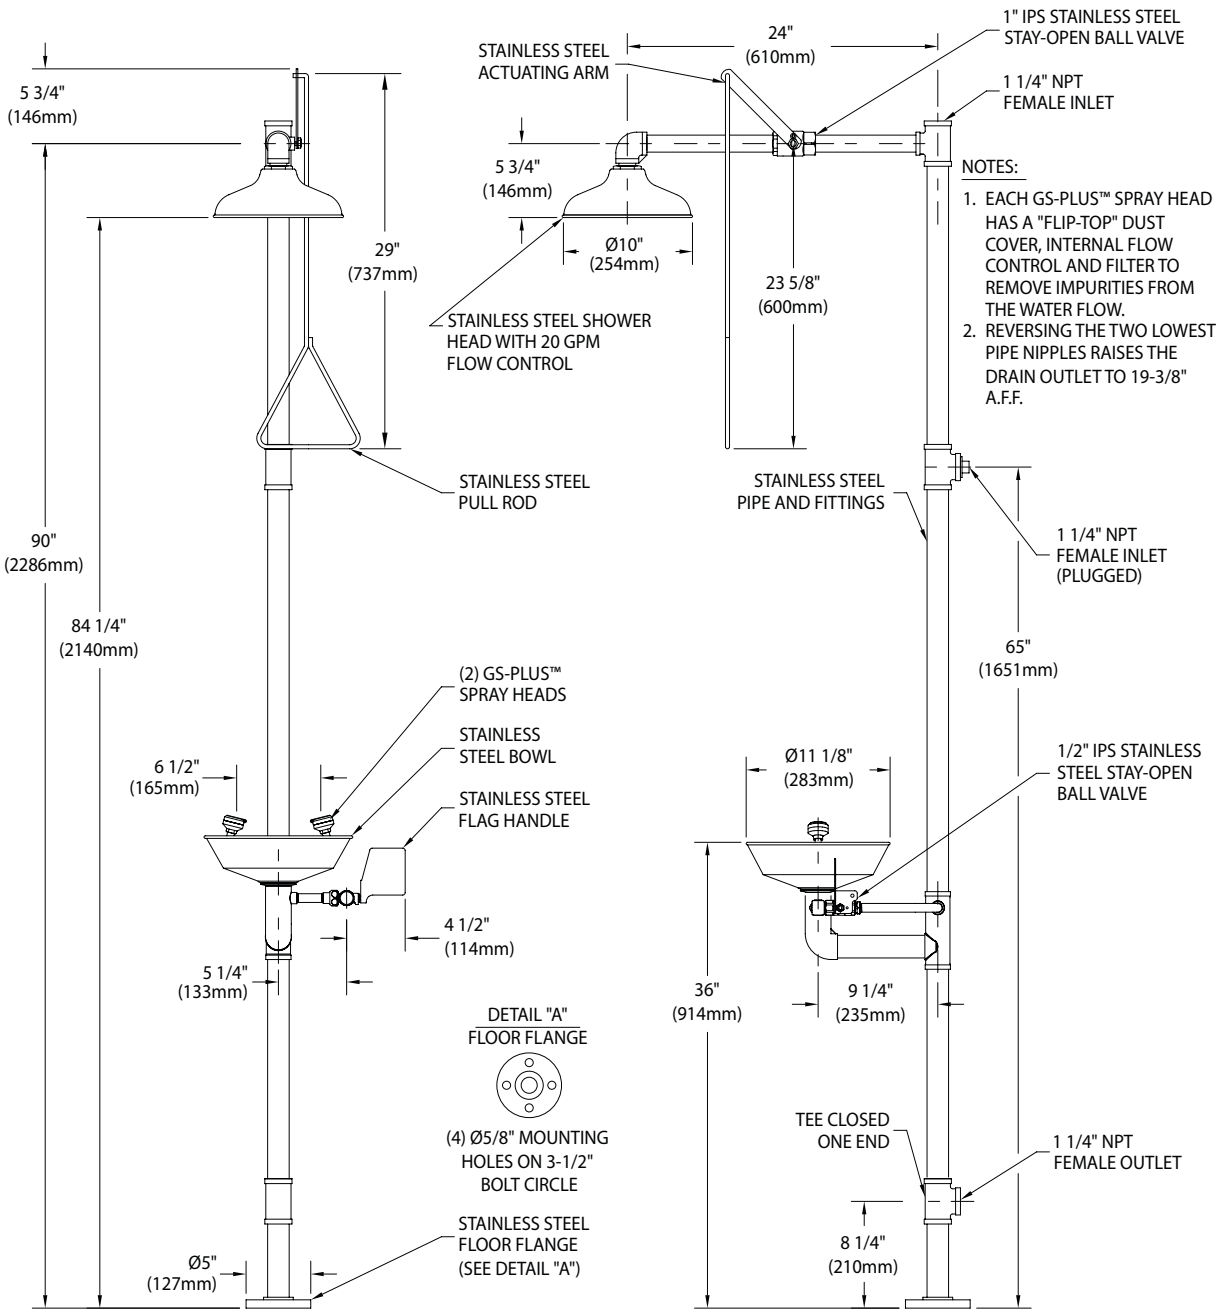 1" IPS STAINLESS STEEL
STAY-OPEN BALL VALVE
24"
(610mm)
STAINLESS STEEL
ACTUATING ARM
1 1/4" NPT
FEMALE INLET
5 3/4"
(146mm)
5 3/4"
(146mm)
NOTES:
1. EACH GS-PLUS™ SPRAY HEAD
HAS A "FLIP-TOP" DUST
COVER, INTERNAL FLOW
CONTROL AND FILTER TO
REMOVE IMPURITIES FROM
THE WATER FLOW.
2. REVERSING THE TWO LOWEST
PIPE NIPPLES RAISES THE
DRAIN OUTLET TO 19-3/8"
A.F.F.
29"
(737mm)
Ø10"
(254mm)
23 5/8"
(600mm)
STAINLESS STEEL SHOWER
HEAD WITH 20 GPM
FLOW CONTROL
STAINLESS STEEL
PULL ROD
STAINLESS STEEL
PIPE AND FITTINGS
1 1/4" NPT
FEMALE INLET
(PLUGGED)
90"
(2286mm)
84 1/4"
(2140mm)
65"
(1651mm)
(2) GS-PLUS™
SPRAY HEADS
STAINLESS
STEEL BOWL
6 1/2"
(165mm)
STAINLESS STEEL
FLAG HANDLE
Ø11 1/8"
(283mm)
1/2" IPS STAINLESS
STEEL STAY-OPEN
BALL VALVE
4 1/2"
(114mm)
5 1/4"
(133mm)
36"
(914mm)
9 1/4"
(235mm)
DETAIL "A"
FLOOR FLANGE
(4) Ø5/8" MOUNTING
HOLES ON 3-1/2"
BOLT CIRCLE
TEE CLOSED
ONE END
1 1/4" NPT
FEMALE OUTLET
STAINLESS STEEL
FLOOR FLANGE
(SEE DETAIL "A")
Ø5"
(127mm)
8 1/4"
(210mm)